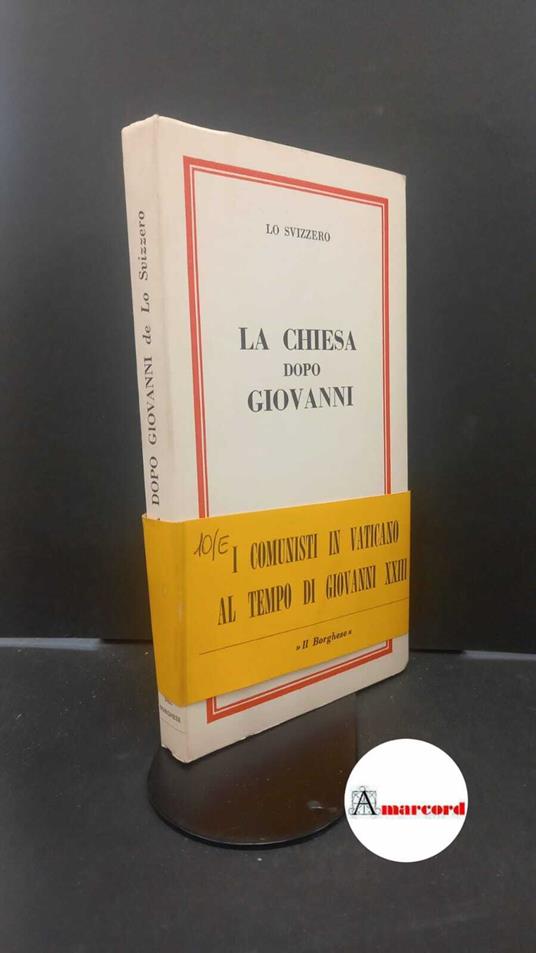 LO SVIZZERO
LA CHIESA
DOPO
GIOVANNI
10/E
I COMUNISTI IN VATICANO
AL TEMPO DI GIOVANNI XXIII
» Il Borghese «
DOPO GIOVANNI de Lo Svizzero
BORGHESE
Amarcord